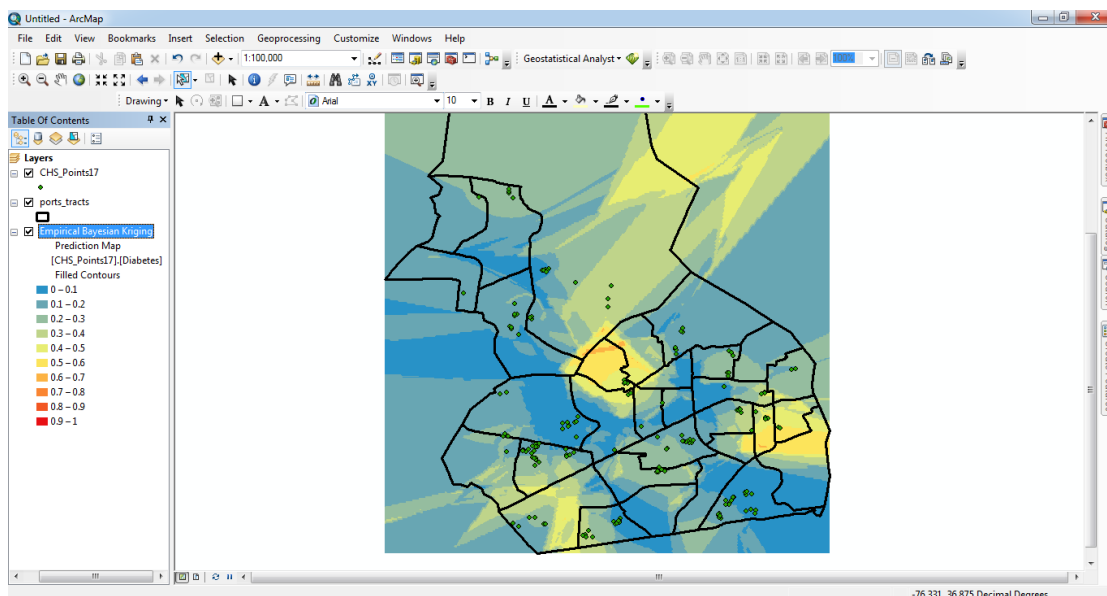 Untitled - ArcMap
File Edit View Bookmarks Insert Selection Geoprocessing Customize Windows Help
1:100,000 Geostatistical Analyst 100%
Drawing A Arial 10 B I U A
Table Of Contents
Layers
CHS_Points17
ports_tracts
Empirical Bayesian Kriging
Prediction Map
[CHS_Points17].[Diabetes]
Filled Contours
0 – 0.1
0.1 – 0.2
0.2 – 0.3
0.3 – 0.4
0.4 – 0.5
0.5 – 0.6
0.6 – 0.7
0.7 – 0.8
0.8 – 0.9
0.9 – 1
-76.331 36.875 Decimal Degrees